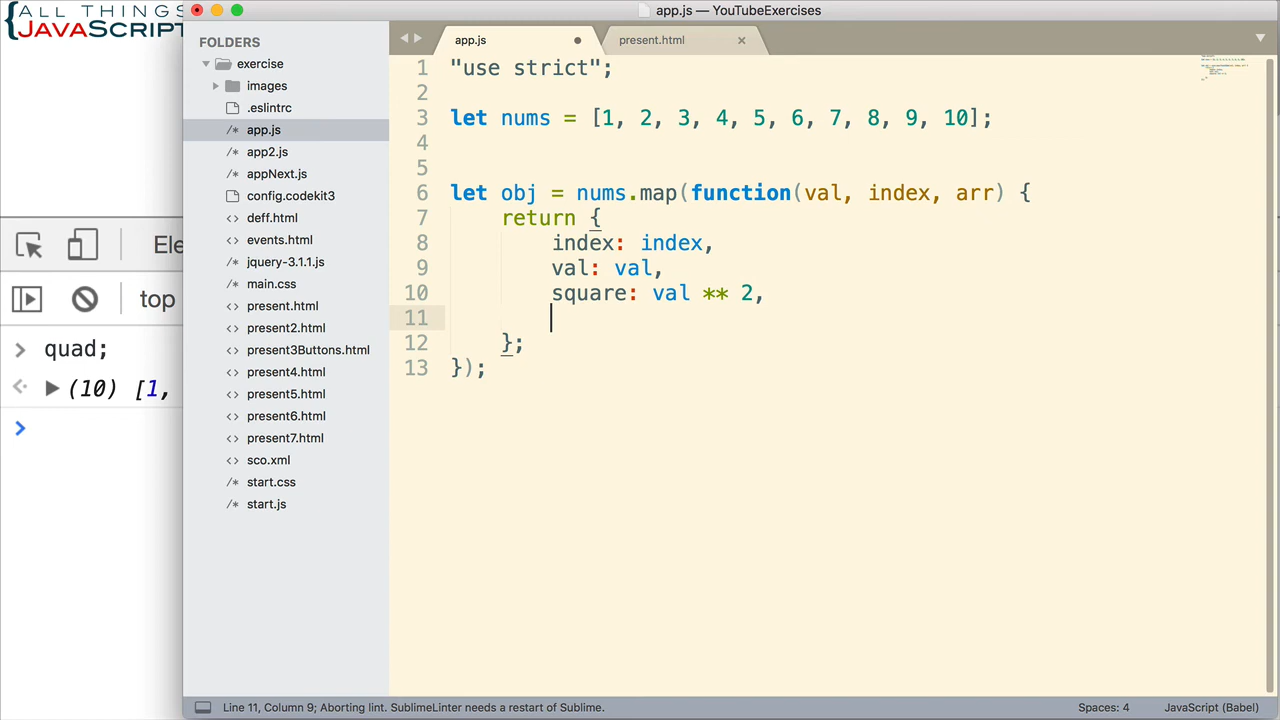 {ALL THINGS
JAVASCRIPT
app.js — YouTubeExercises
FOLDERS
exercise
images
.eslintrc
app.js
app2.js
appNext.js
config.codekit3
deff.html
events.html
jquery-3.1.1.js
main.css
present.html
present2.html
present3Buttons.html
present4.html
present5.html
present6.html
present7.html
sco.xml
start.css
start.js
app.js
present.html
1 "use strict";
2
3 let nums = [1, 2, 3, 4, 5, 6, 7, 8, 9, 10];
4
5
6 let obj = nums.map(function(val, index, arr) {
7 return {
8 index: index,
9 val: val,
10 square: val ** 2,
11
12 };
13 });
Ele
top
> quad;
(10) [1,
>
Line 11, Column 9; Aborting lint. SublimeLinter needs a restart of Sublime.
Spaces: 4
JavaScript (Babel)